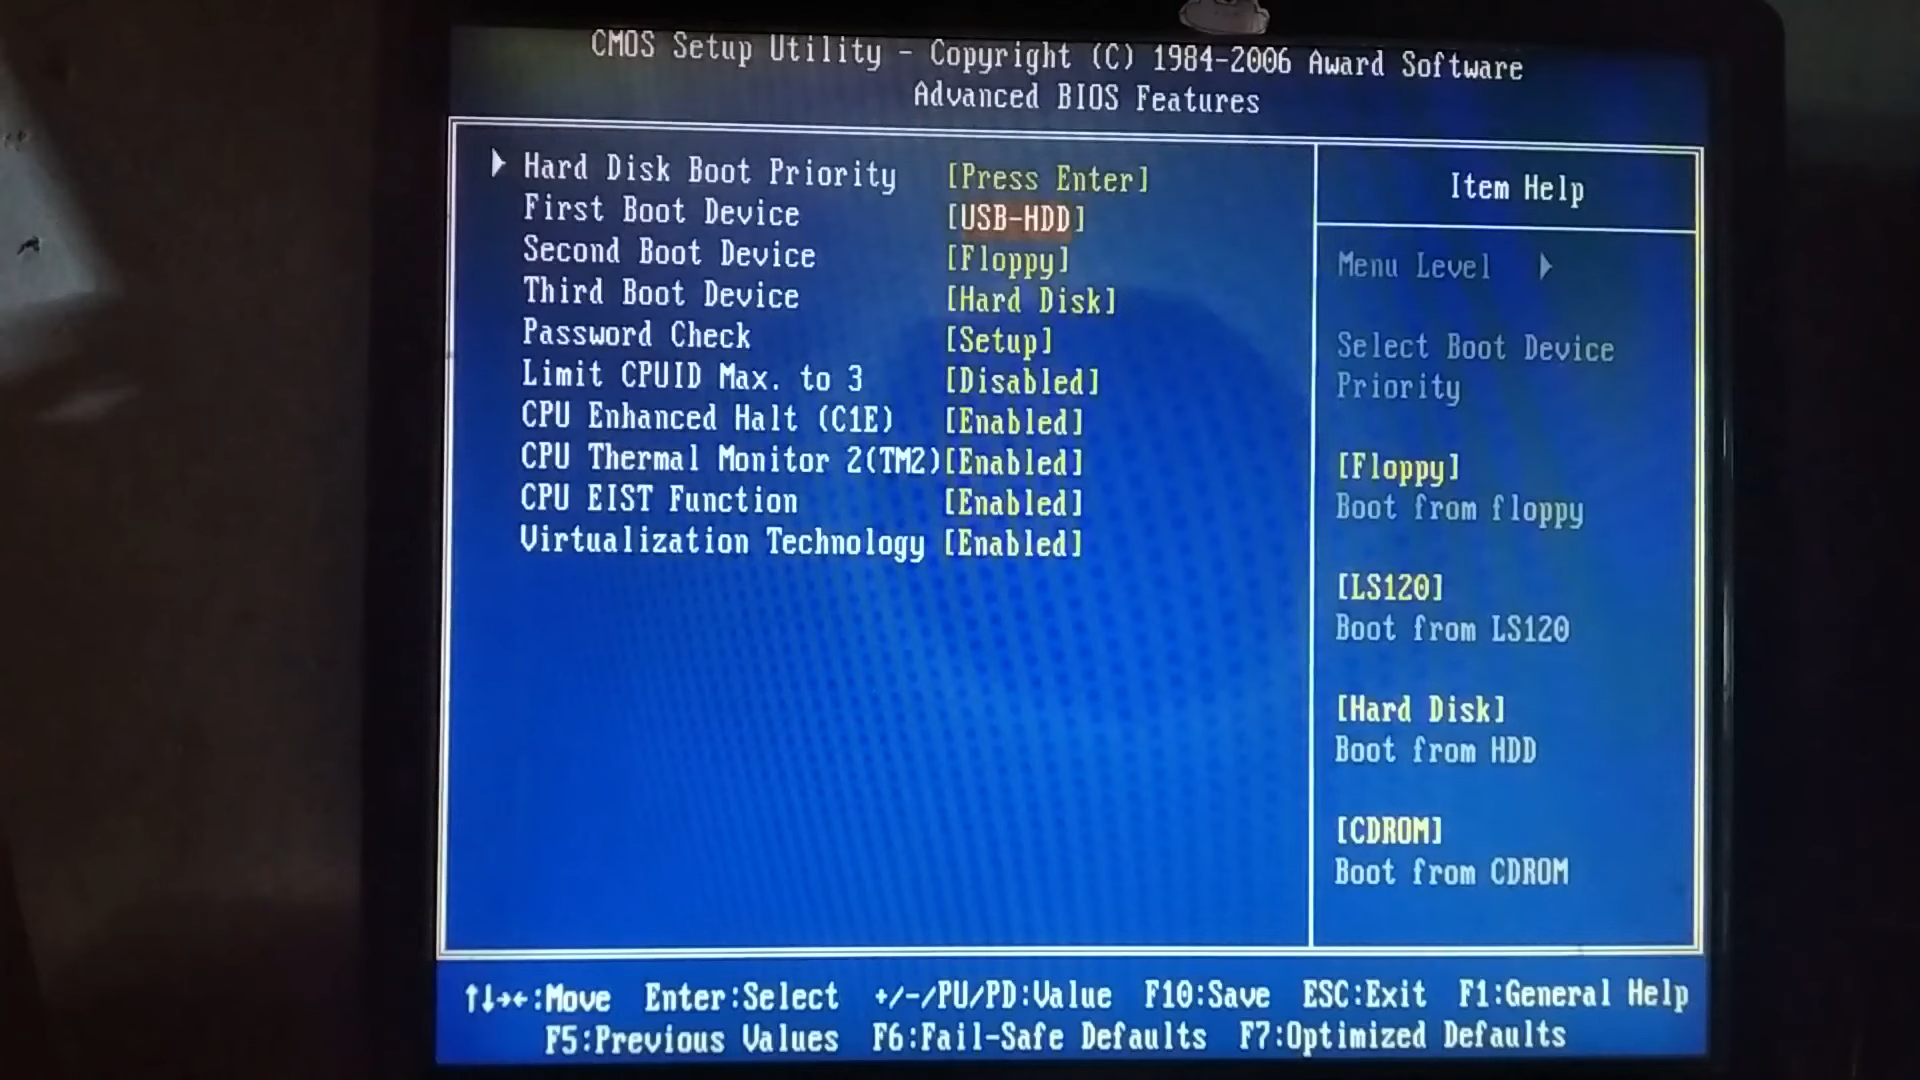 CMOS Setup Utility - Copyright (C) 1984-2006 Award Software
Advanced BIOS Features
Hard Disk Boot Priority [Press Enter]
First Boot Device [USB-HDD]
Second Boot Device [Floppy]
Third Boot Device [Hard Disk]
Password Check [Setup]
Limit CPUID Max. to 3 [Disabled]
CPU Enhanced Halt (C1E) [Enabled]
CPU Thermal Monitor 2(TM2) [Enabled]
CPU EIST Function [Enabled]
Virtualization Technology [Enabled]
Item Help
Menu Level
Select Boot Device
Priority
[Floppy]
Boot from floppy
[LS120]
Boot from LS120
[Hard Disk]
Boot from HDD
[CDROM]
Boot from CDROM
↑↓→←:Move Enter:Select +/-/PU/PD:Value F10:Save ESC:Exit F1:General Help
F5:Previous Values F6:Fail-Safe Defaults F7:Optimized Defaults